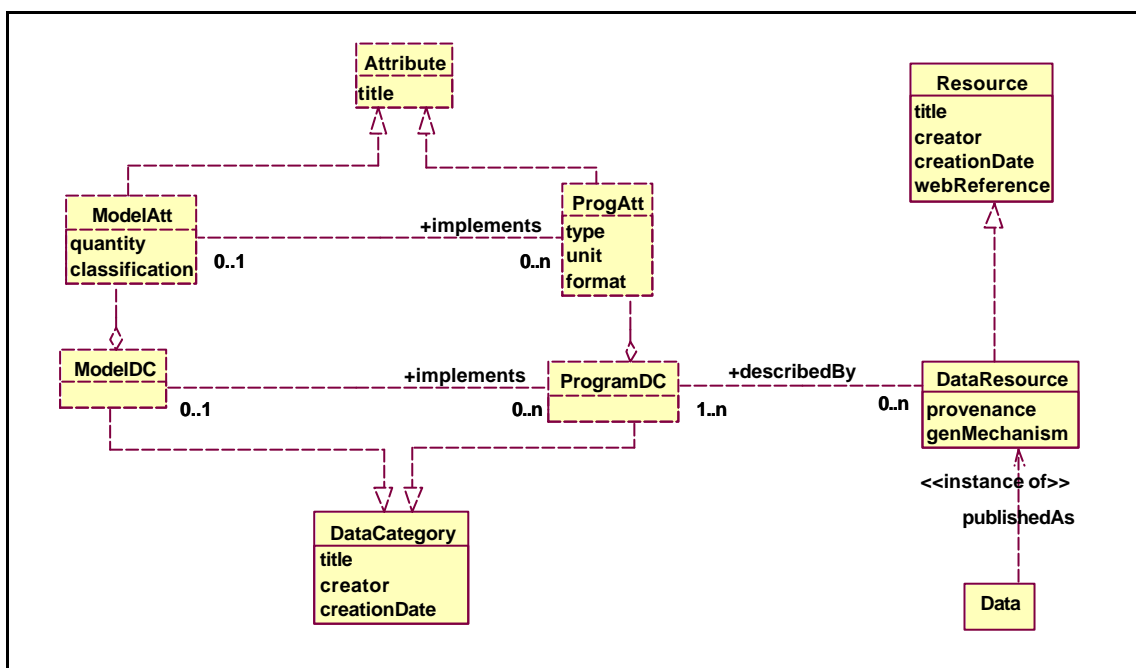 Attribute
title
Resource
title
creator
creationDate
webReference
ModelAtt
quantity
classification
+implements
0..1
0..n
ProgAtt
type
unit
format
ModelDC
+implements
0..1
0..n
ProgramDC
+describedBy
1..n
0..n
DataResource
provenance
genMechanism
<<instance of>>
publishedAs
DataCategory
title
creator
creationDate
Data